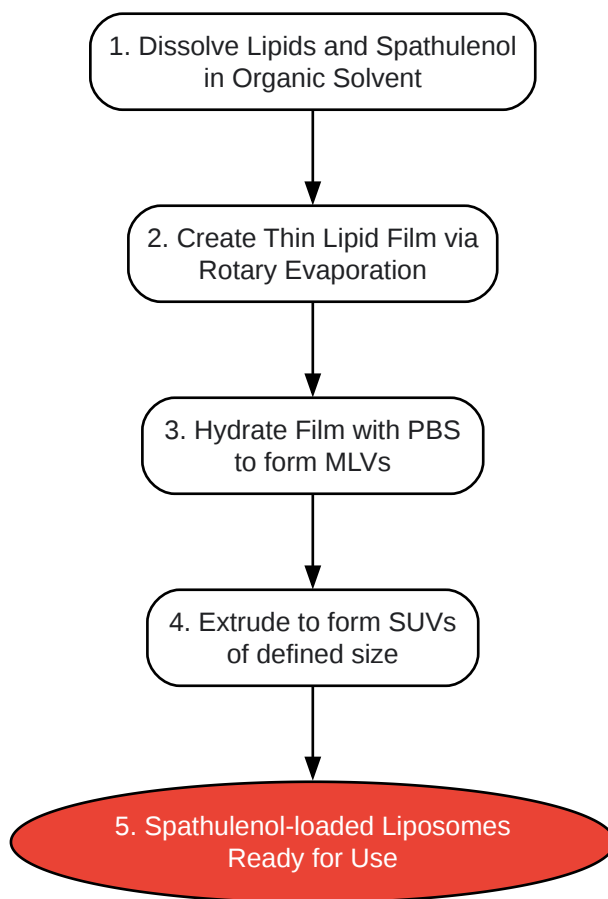 1. Dissolve Lipids and Spathulenol
in Organic Solvent
2. Create Thin Lipid Film via
Rotary Evaporation
3. Hydrate Film with PBS
to form MLVs
4. Extrude to form SUVs
of defined size
5. Spathulenol-loaded Liposomes
Ready for Use